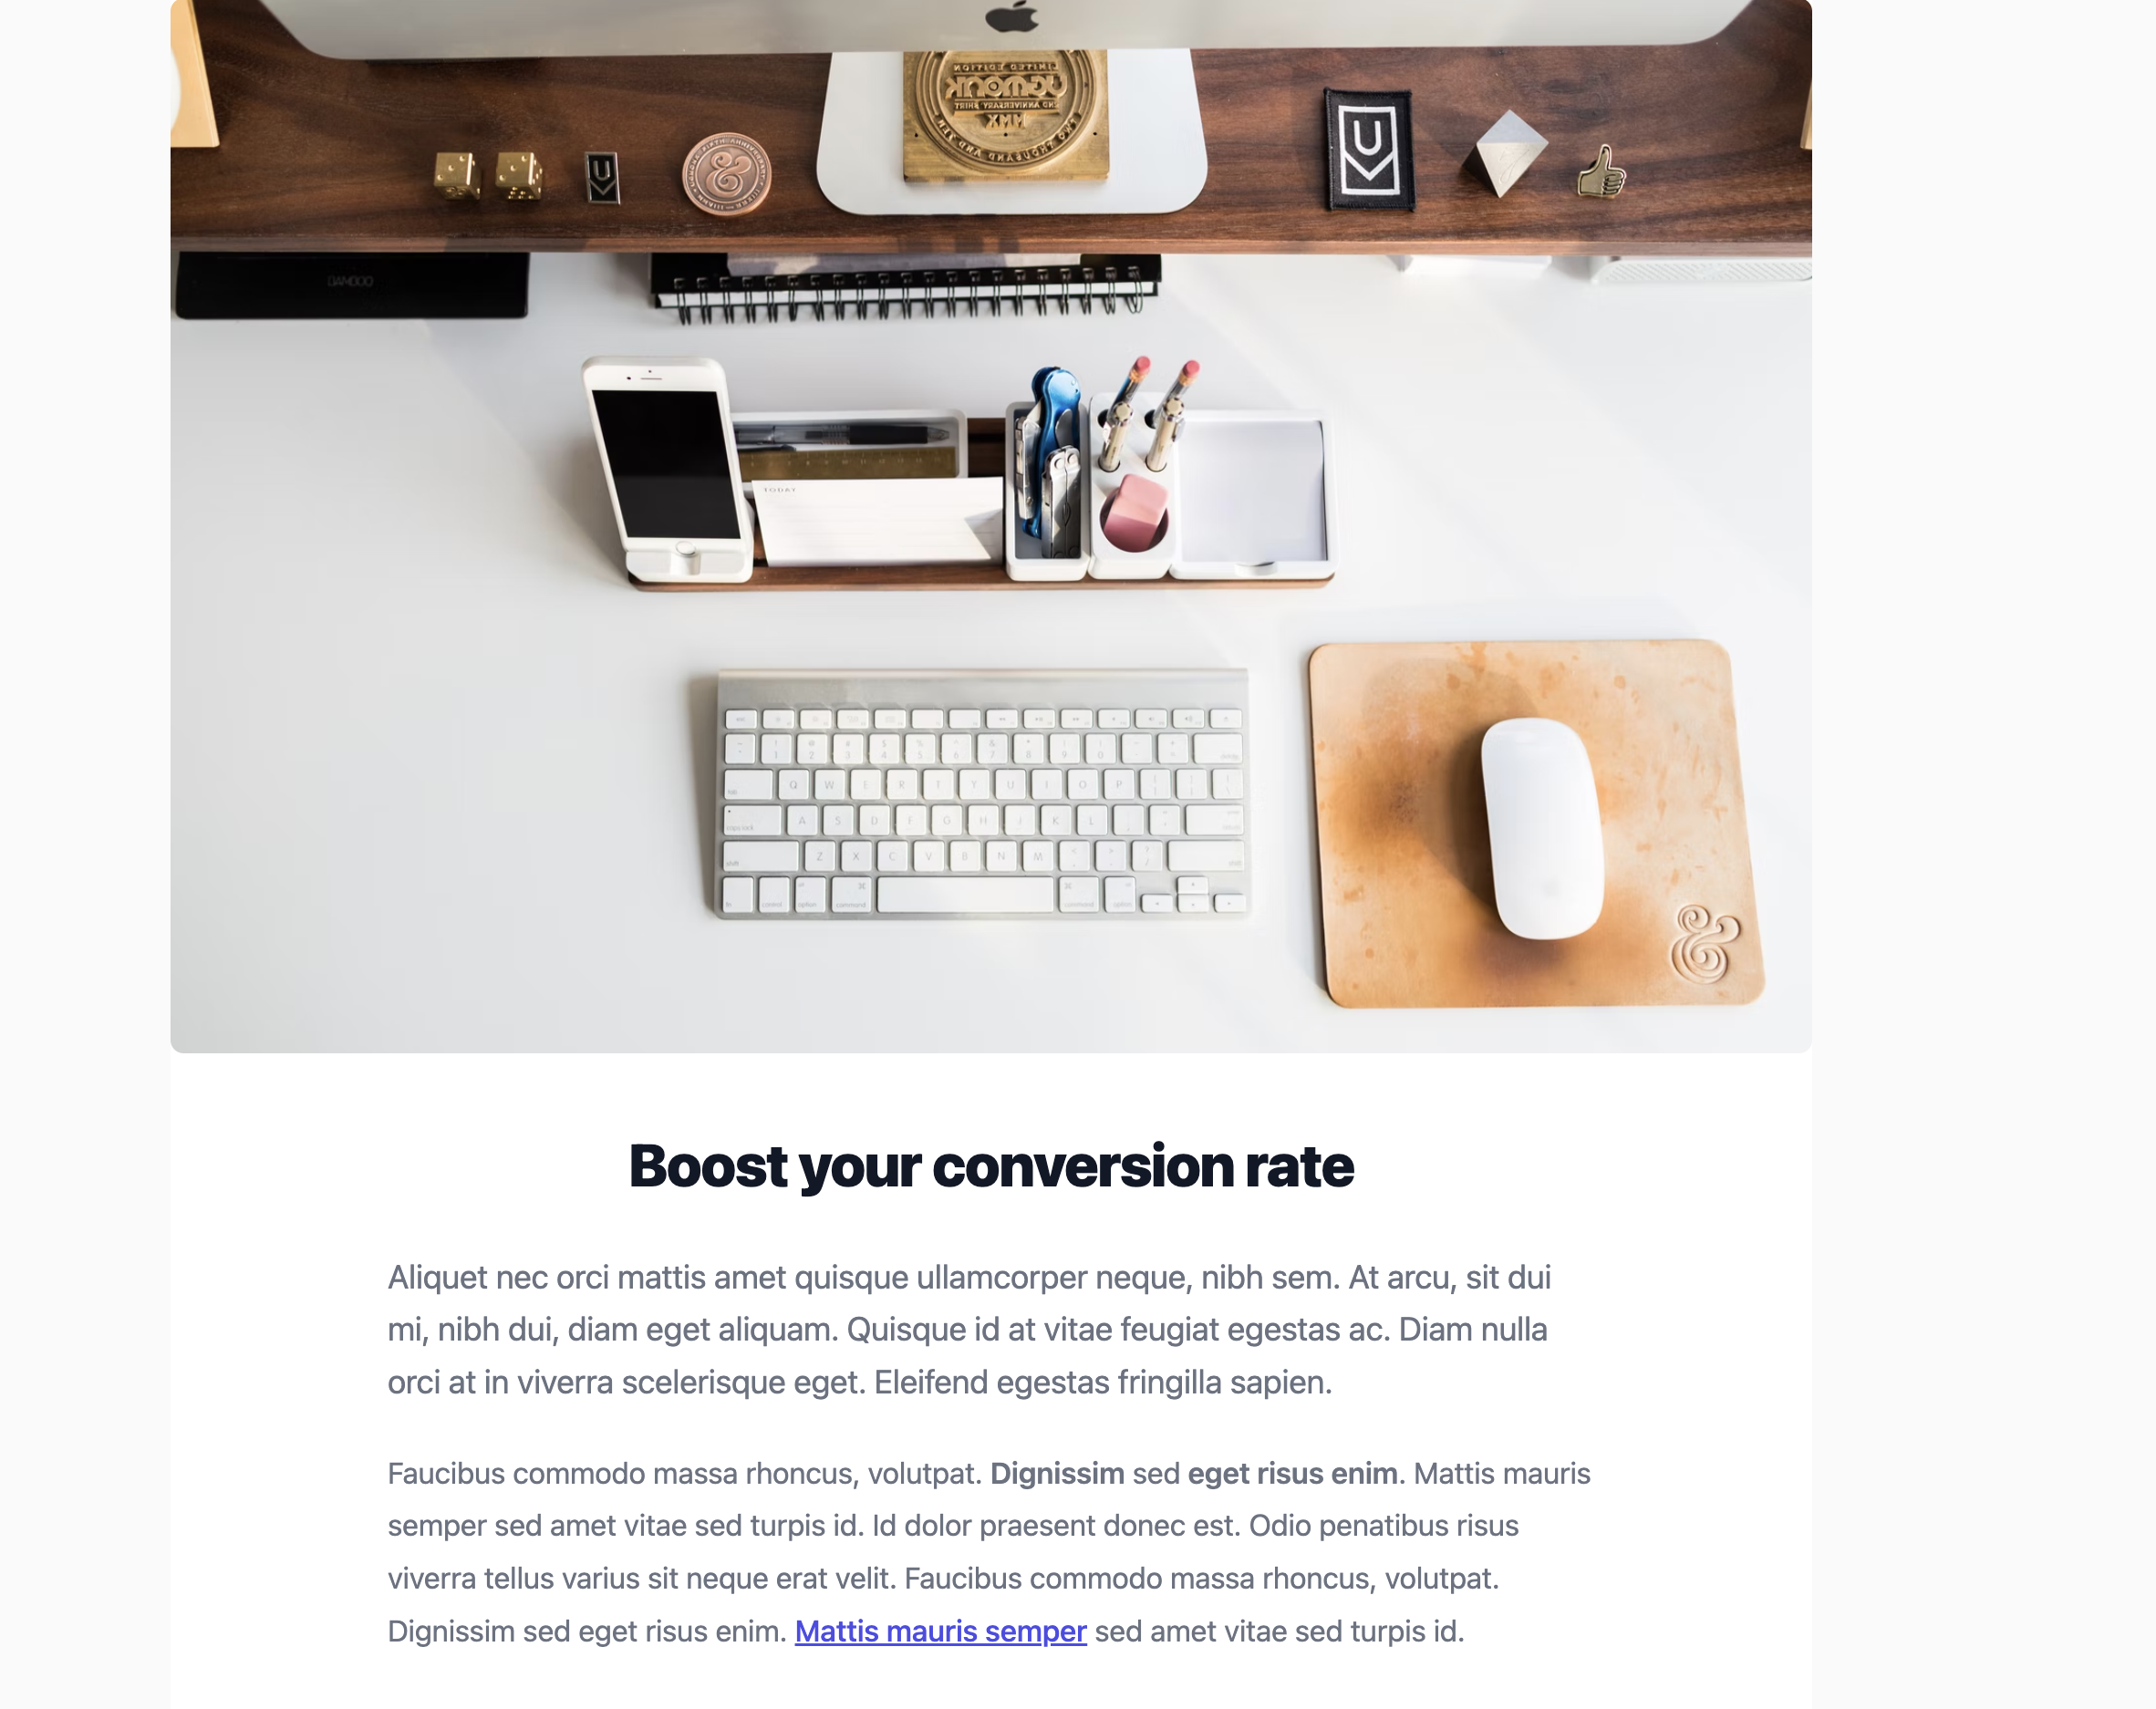 BAMBOO
TODAY
Q W E R T Y U I O P
A S D F G H J K L
Z X C V B N M
&
Boost your conversion rate
Aliquet nec orci mattis amet quisque ullamcorper neque, nibh sem. At arcu, sit dui
mi, nibh dui, diam eget aliquam. Quisque id at vitae feugiat egestas ac. Diam nulla
orci at in viverra scelerisque eget. Eleifend egestas fringilla sapien.
Faucibus commodo massa rhoncus, volutpat. Dignissim sed eget risus enim. Mattis mauris
semper sed amet vitae sed turpis id. Id dolor praesent donec est. Odio penatibus risus
viverra tellus varius sit neque erat velit. Faucibus commodo massa rhoncus, volutpat.
Dignissim sed eget risus enim. Mattis mauris semper sed amet vitae sed turpis id.